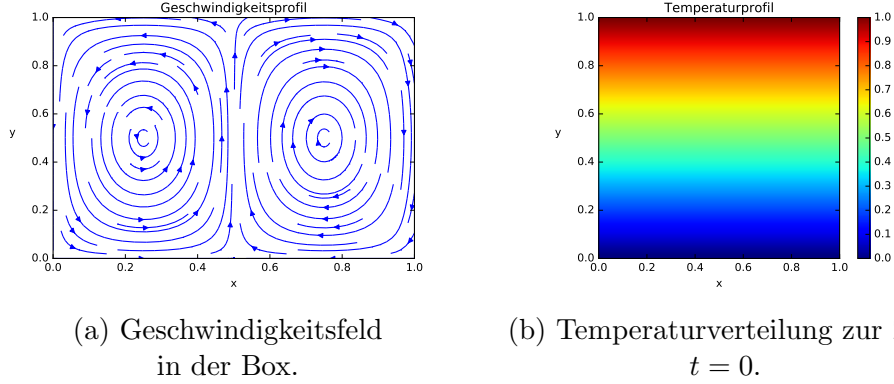 Geschwindigkeitsprofil
1.0
0.8
0.6
y
0.4
0.2
0.0
0.0 0.2 0.4 0.6 0.8 1.0
x
Temperaturprofil
1.0
0.8
0.6
y
0.4
0.2
0.0
0.0 0.2 0.4 0.6 0.8 1.0
x
1.0
0.9
0.8
0.7
0.6
0.5
0.4
0.3
0.2
0.1
0.0
(a) Geschwindigkeitsfeld
in der Box.
(b) Temperaturverteilung zur
t = 0.